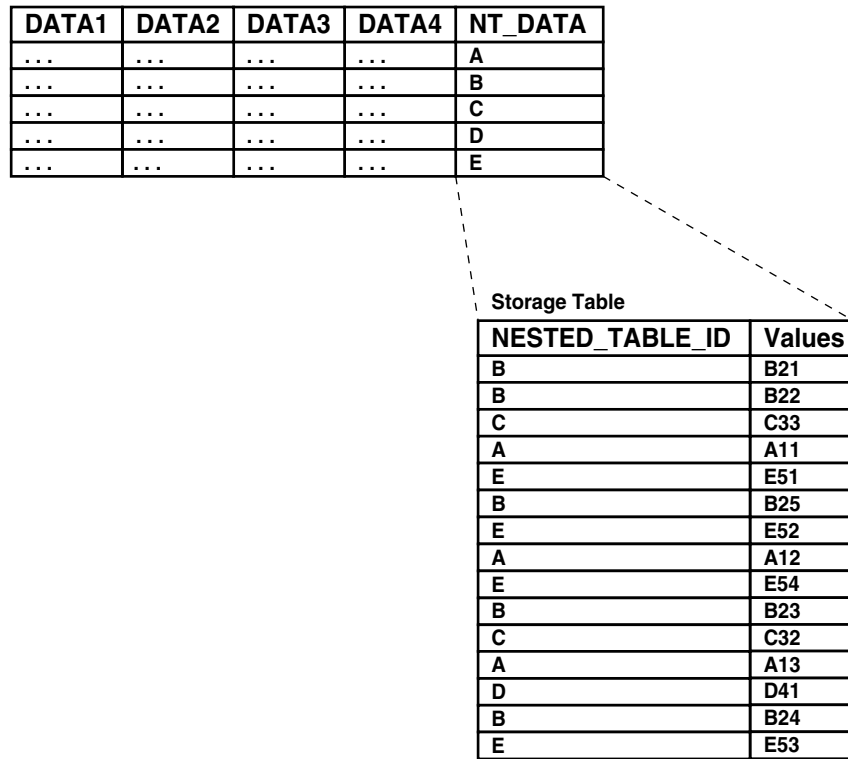 DATA1 DATA2 DATA3 DATA4 NT_DATA
... ... ... ... A
... ... ... ... B
... ... ... ... C
... ... ... ... D
... ... ... ... E
Storage Table
NESTED_TABLE_ID Values
B B21
B B22
C C33
A A11
E E51
B B25
E E52
A A12
E E54
B B23
C C32
A A13
D D41
B B24
E E53